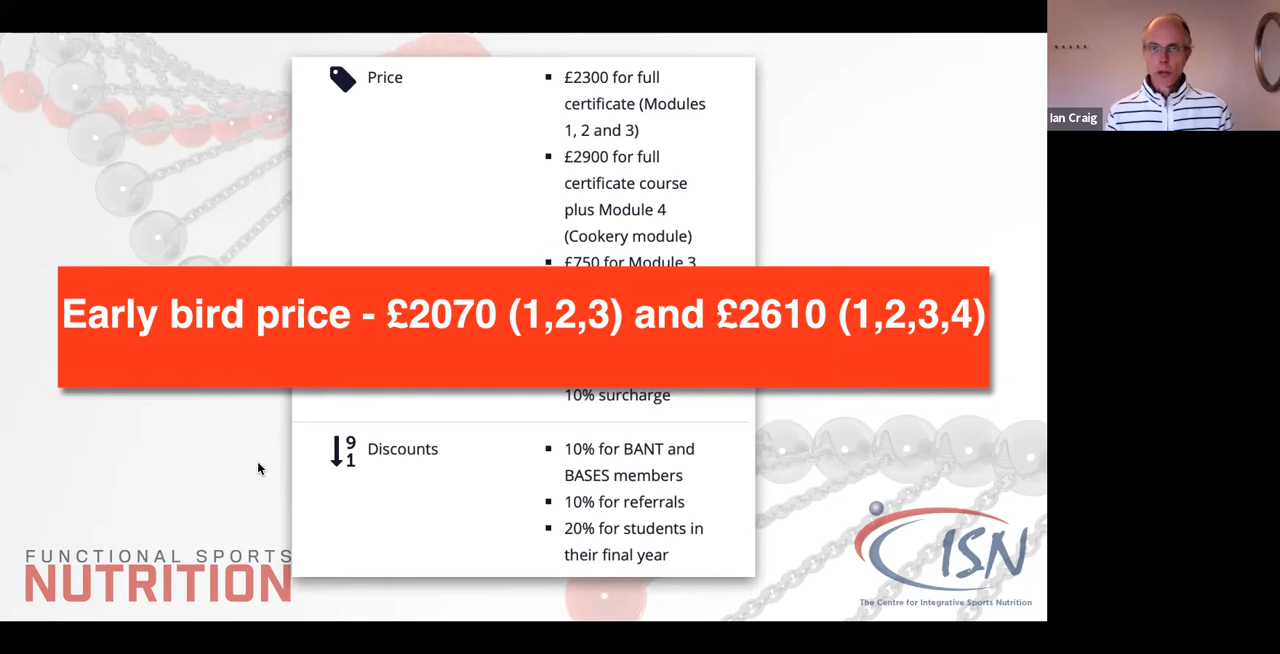 Price
£2300 for full
certificate (Modules
1, 2 and 3)
£2900 for full
certificate course
plus Module 4
(Cookery module)
£750 for Module 3
Early bird price - £2070 (1,2,3) and £2610 (1,2,3,4)
10% surcharge
Discounts
10% for BANT and
BASES members
10% for referrals
20% for students in
their final year
9
1
FUNCTIONAL SPORTS
NUTRITION
CISN
The Centre for Integrative Sports Nutrition
Ian Craig